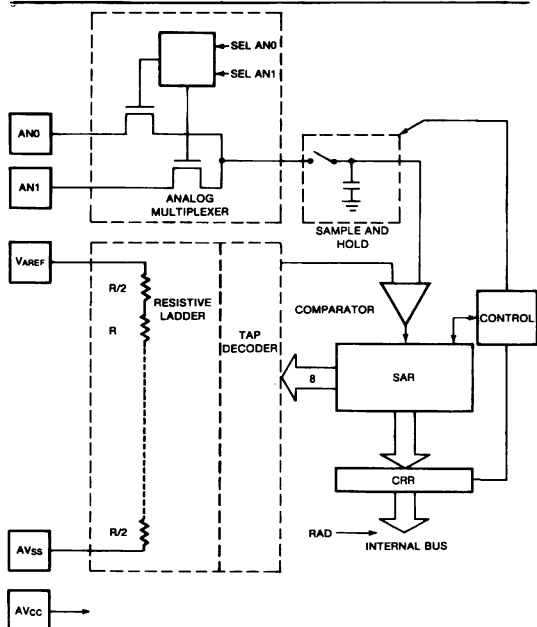 SEL AN0
SEL AN1
AN0
AN1
ANALOG
MULTIPLEXER
SAMPLE AND
HOLD
VAREF
R/2
RESISTIVE
LADDER
R
TAP
DECODER
COMPARATOR
CONTROL
8
SAR
CRR
R/2
RAD
INTERNAL BUS
AVSS
AVCC